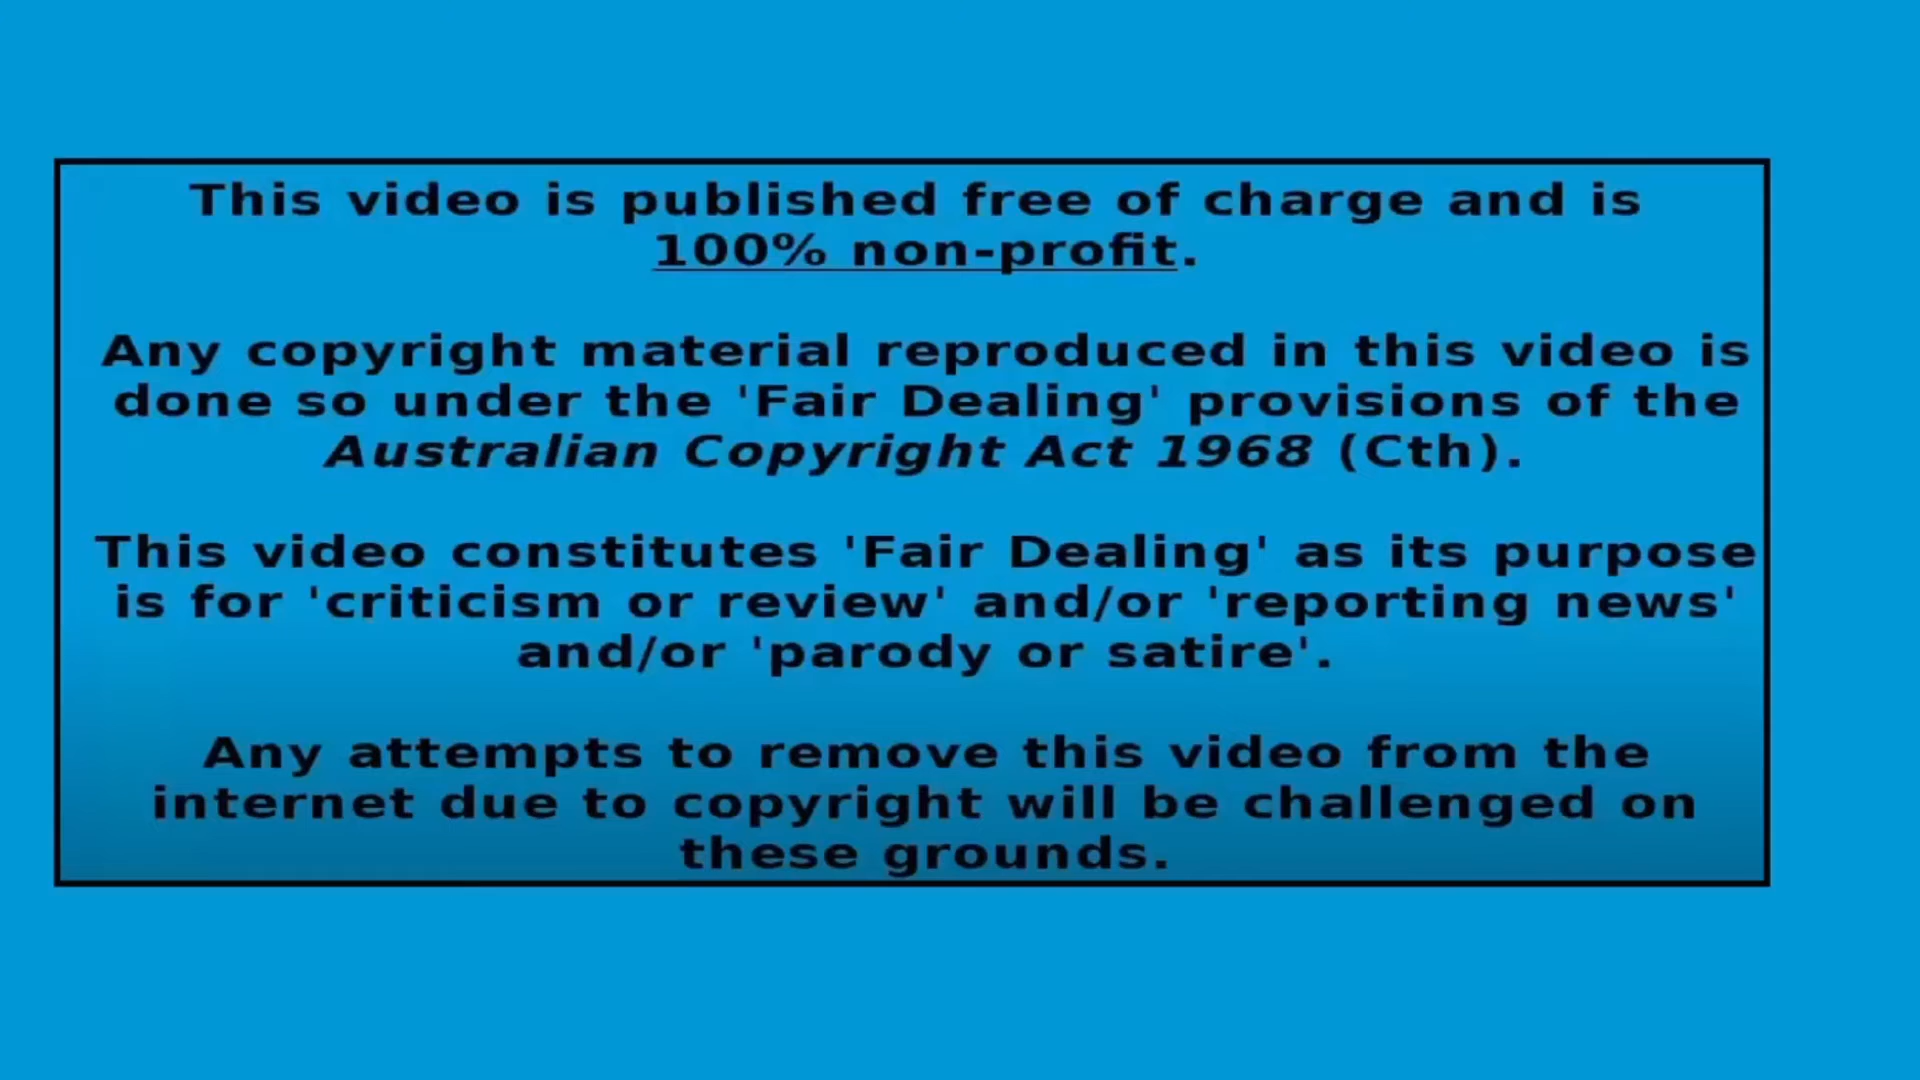 This video is published free of charge and is
100% non-profit.
Any copyright material reproduced in this video is
done so under the 'Fair Dealing' provisions of the
Australian Copyright Act 1968 (Cth).
This video constitutes 'Fair Dealing' as its purpose
is for 'criticism or review' and/or 'reporting news'
and/or 'parody or satire'.
Any attempts to remove this video from the
internet due to copyright will be challenged on
these grounds.